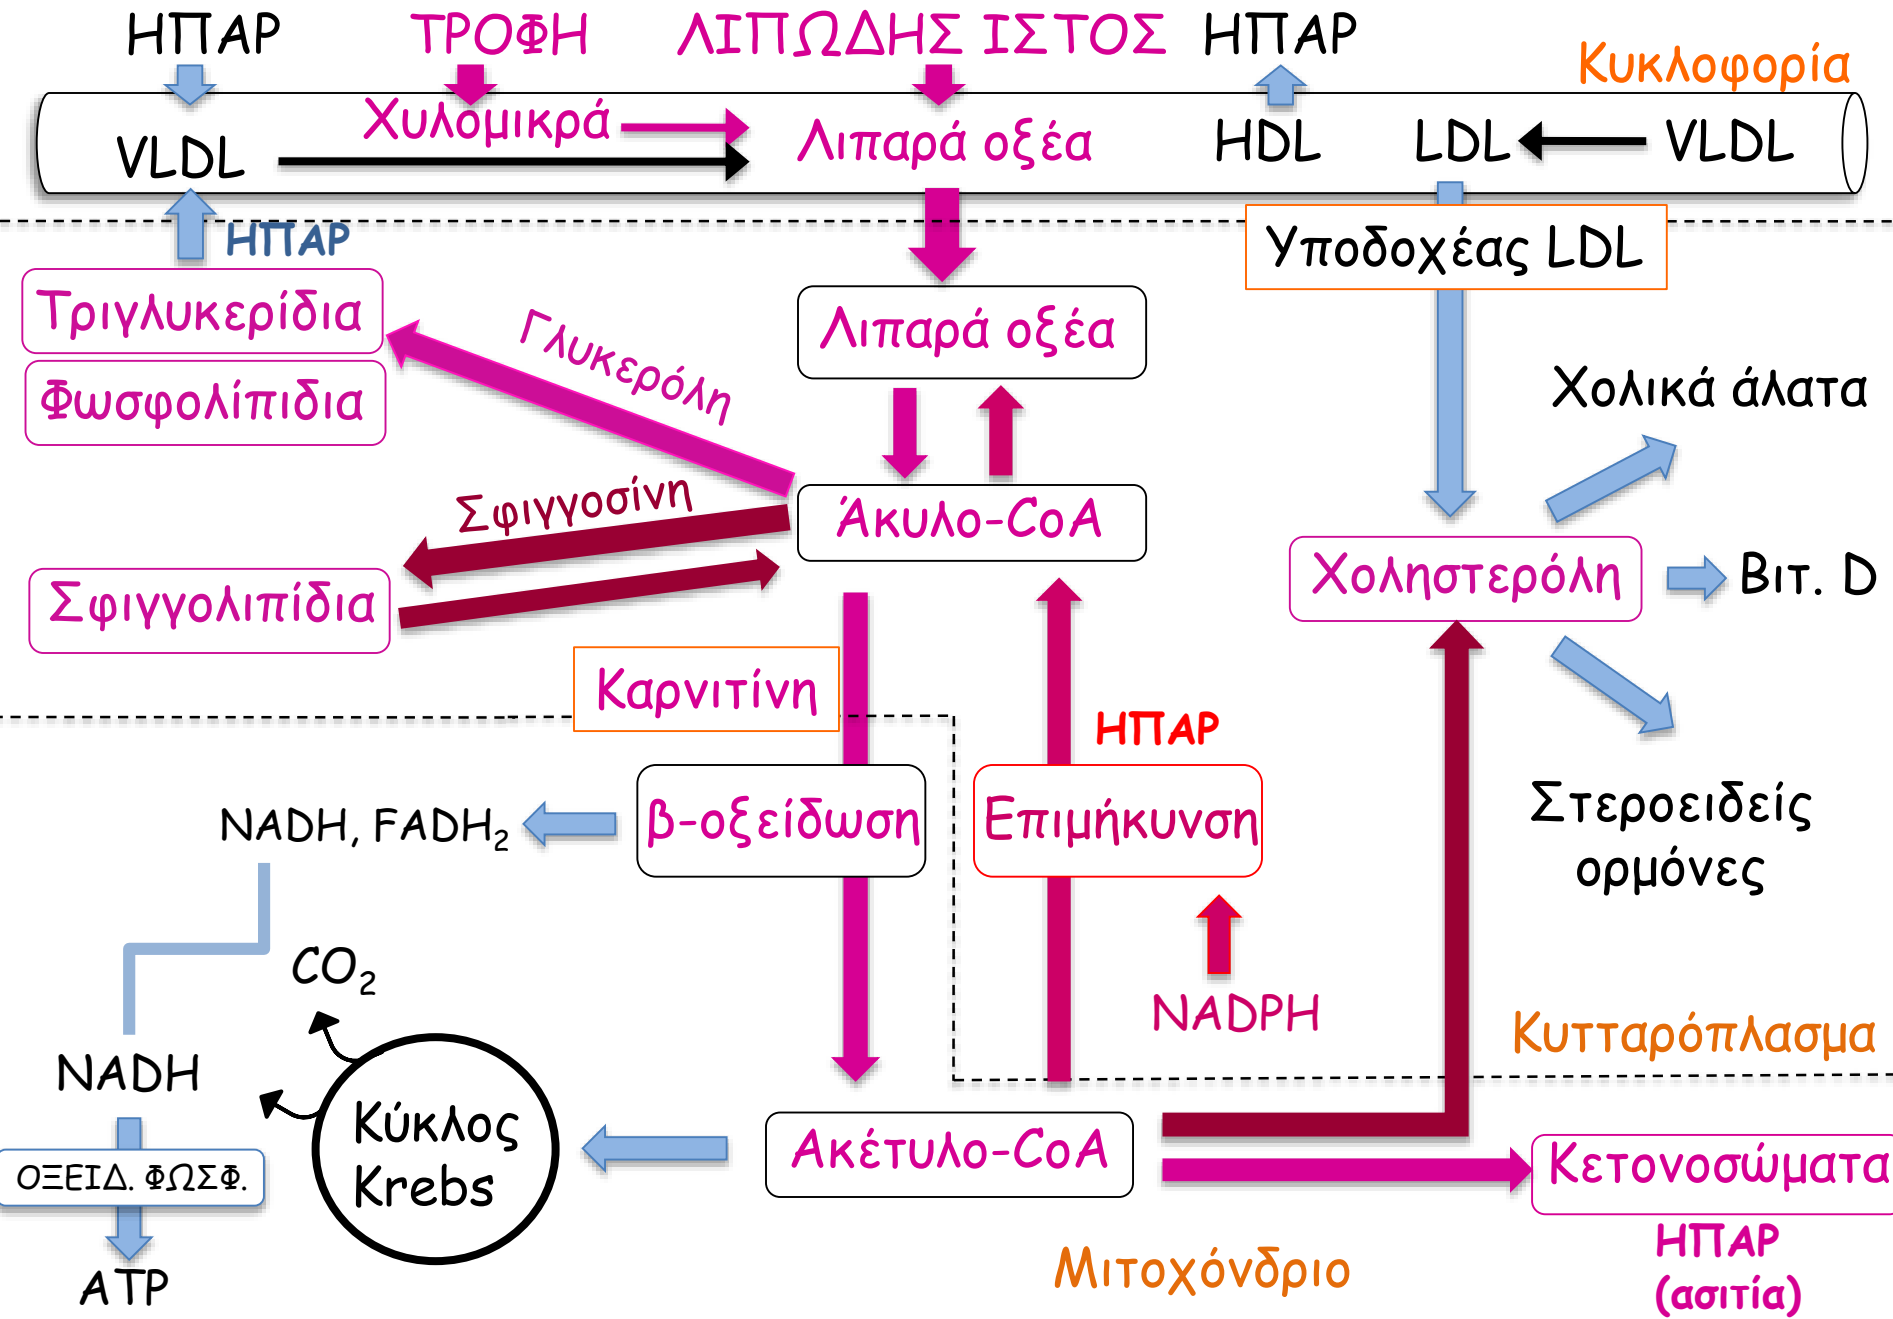 ΗΠΑΡ
ΤΡΟΦΗ
ΛΙΠΩΔΗΣ ΙΣΤΟΣ
ΗΠΑΡ
Κυκλοφορία
Χυλομικρά
VLDL
Λιπαρά οξέα
HDL
LDL
VLDL
ΗΠΑΡ
Υποδοχέας LDL
Τριγλυκερίδια
Γλυκερόλη
Λιπαρά οξέα
Φωσφολίπιδια
Χολικά άλατα
Σφιγγοσίνη
Άκυλο-CoA
Χοληστερόλη
Βιτ. D
Σφιγγολιπίδια
Καρνιτίνη
ΗΠΑΡ
NADH, FADH₂
β-οξείδωση
Επιμήκυνση
Στεροειδείς
ορμόνες
CO₂
NADPH
Κυτταρόπλασμα
NADH
Κύκλος
Krebs
Ακέτυλο-CoA
Κετονοσώματα
ΟΞΕΙΔ. ΦΩΣΦ.
ΗΠΑΡ
(ασιτία)
Μιτοχόνδριο
ATP